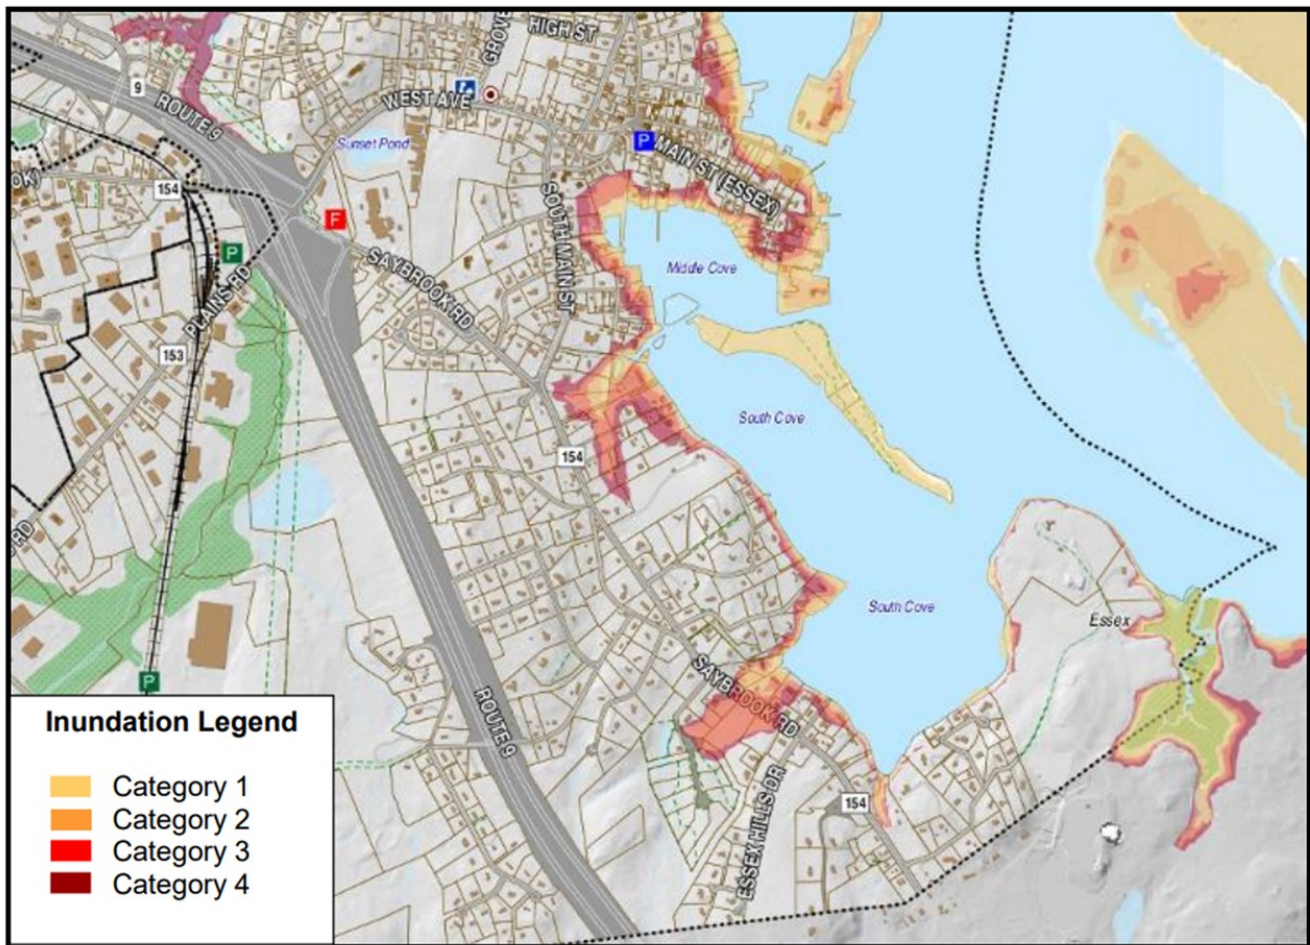 HIGH ST
GROVE
9
ROUTE 9
WEST AVE
P
MAIN ST (ESSEX)
Sunset Pond
OOK)
154
F
SOUTH MAIN ST
P
SAYBROOK RD
Middle Cove
PLAINS RD
153
South Cove
154
RD
South Cove
Essex
P
SAYBROOK RD
ROUTE 9
154
ESSEX HILLS DR
Inundation Legend
Category 1
Category 2
Category 3
Category 4